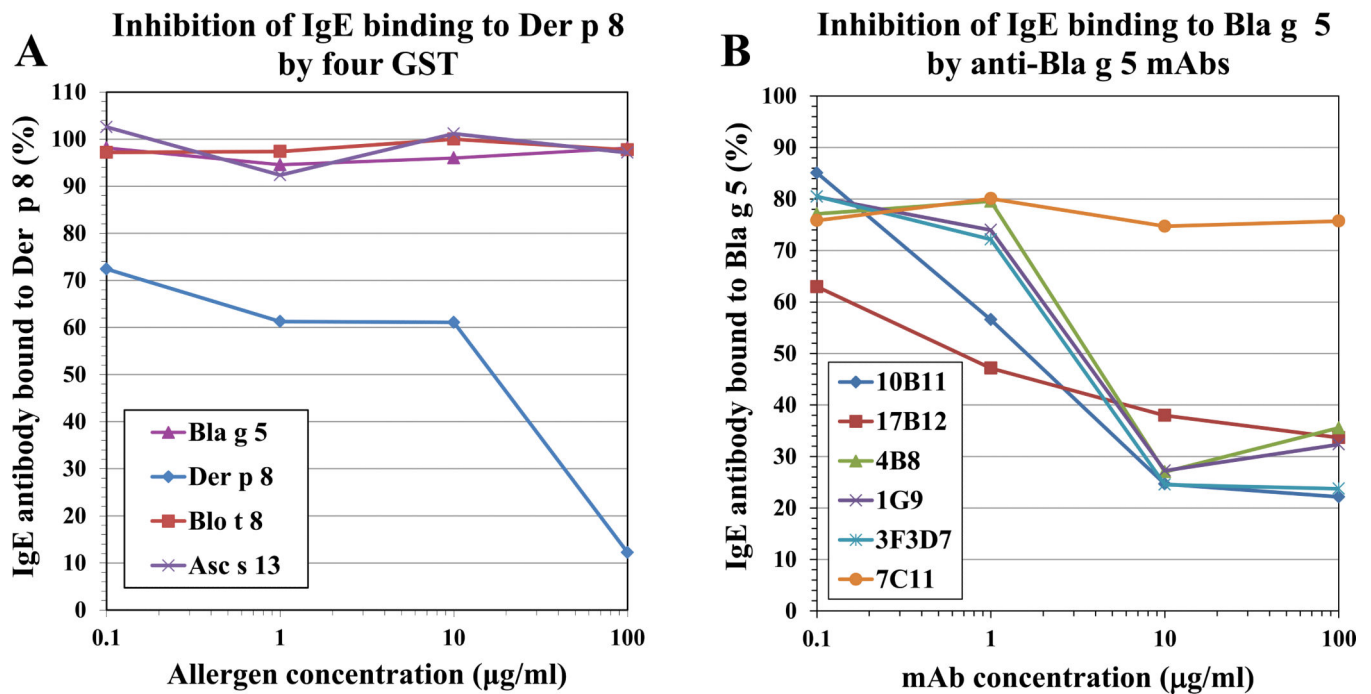 A
Inhibition of IgE binding to Der p 8
by four GST
IgE antibody bound to Der p 8 (%)
110
100
90
80
70
60
50
40
30
20
10
0
Bla g 5
Der p 8
Blo t 8
Asc s 13
0.1 1 10 100
Allergen concentration (μg/ml)
B
Inhibition of IgE binding to Bla g 5
by anti-Bla g 5 mAbs
IgE antibody bound to Bla g 5 (%)
100
90
80
70
60
50
40
30
20
10
0
10B11
17B12
4B8
1G9
3F3D7
7C11
0.1 1 10 100
mAb concentration (μg/ml)